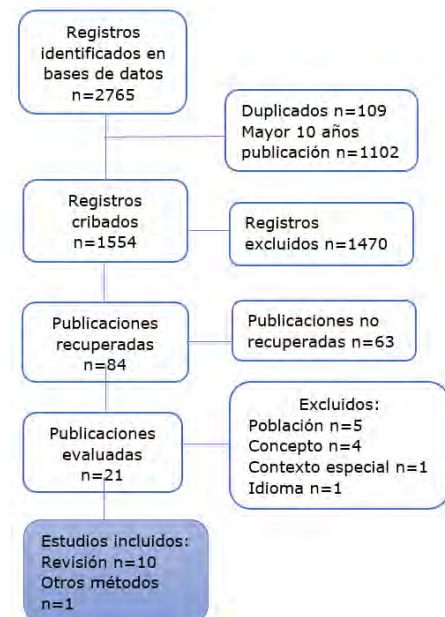 Registros
identificados en
bases de datos
n=2765
Duplicados n=109
Mayor 10 años
publicación n=1102
Registros
cribados
n=1554
Registros
excluidos n=1470
Publicaciones
recuperadas
n=84
Publicaciones no
recuperadas n=63
Publicaciones
evaluadas
n=21
Excluidos:
Población n=5
Concepto n=4
Contexto especial n=1
Idioma n=1
Estudios incluidos:
Revisión n=10
Otros métodos
n=1